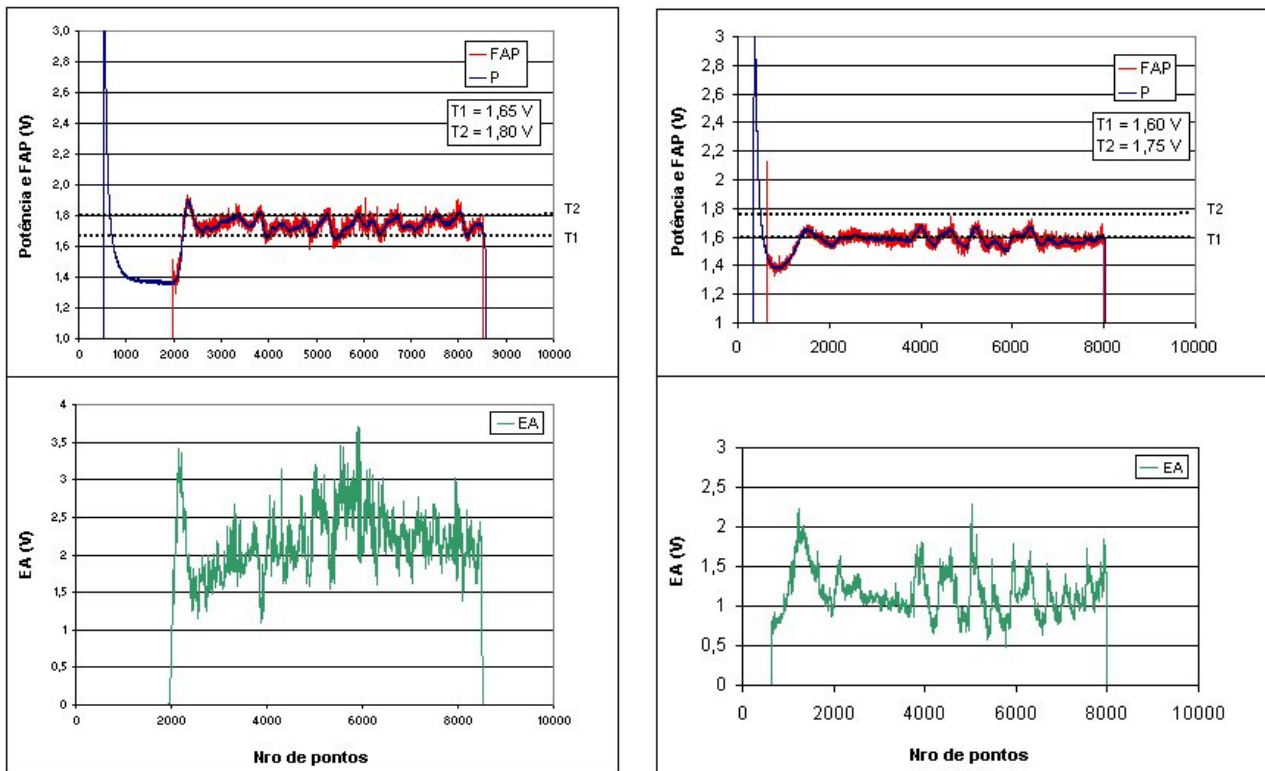 3,0
2,8
2,6
2,4
2,2
2,0
1,8
1,6
1,4
1,2
1,0
Potência e FAP (V)
FAP
P
T1 = 1,65 V
T2 = 1,80 V
T2
T1
0 1000 2000 3000 4000 5000 6000 7000 8000 9000 10000
3
2,8
2,6
2,4
2,2
2
1,8
1,6
1,4
1,2
1
Potência e FAP (V)
FAP
P
T1 = 1,60 V
T2 = 1,75 V
T2
T1
0 2000 4000 6000 8000 10000
4
3,5
3
2,5
2
1,5
1
0,5
0
EA (V)
EA
0 2000 4000 6000 8000 10000
Nro de pontos
3
2,5
2
1,5
1
0,5
0
EA (V)
EA
0 2000 4000 6000 8000 10000
Nro de pontos